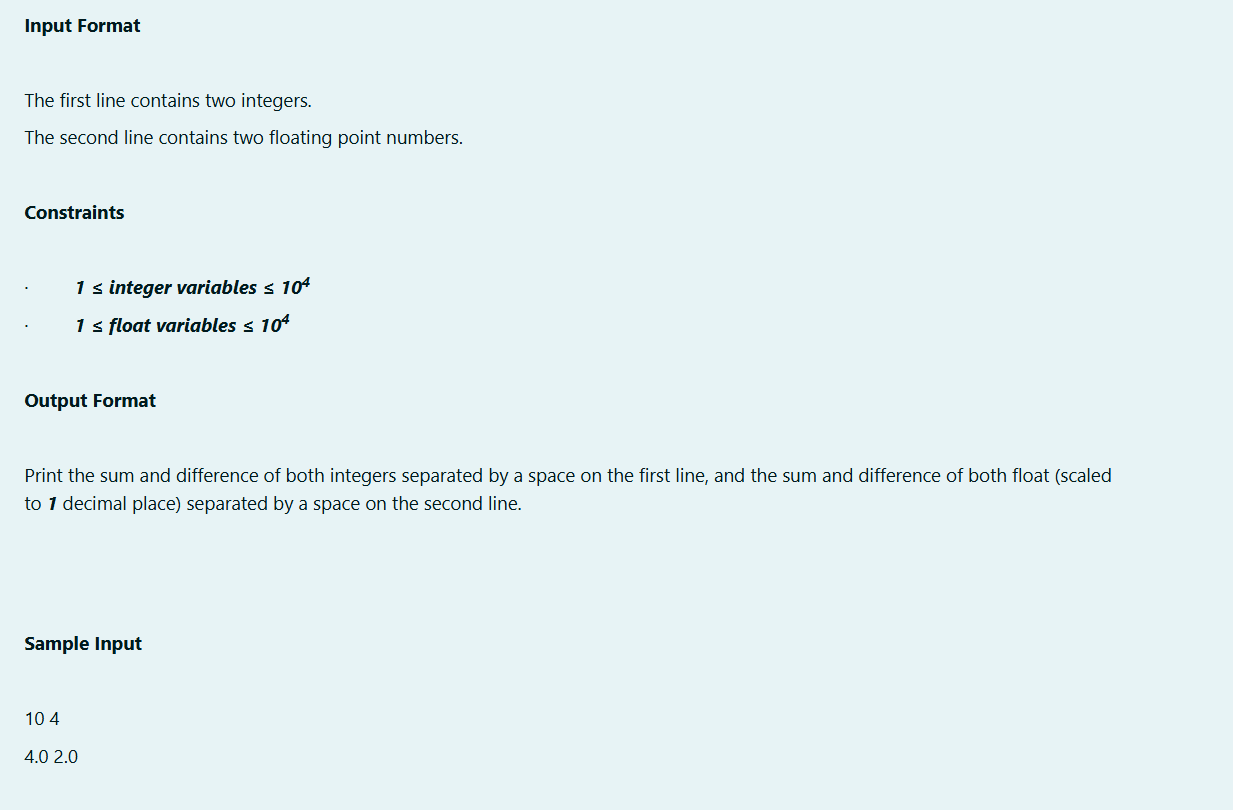 Input Format
The first line contains two integers.
The second line contains two floating point numbers.
Constraints
· 1 ≤ integer variables ≤ 10⁴
· 1 ≤ float variables ≤ 10⁴
Output Format
Print the sum and difference of both integers separated by a space on the first line, and the sum and difference of both float (scaled
to 1 decimal place) separated by a space on the second line.
Sample Input
10 4
4.0 2.0